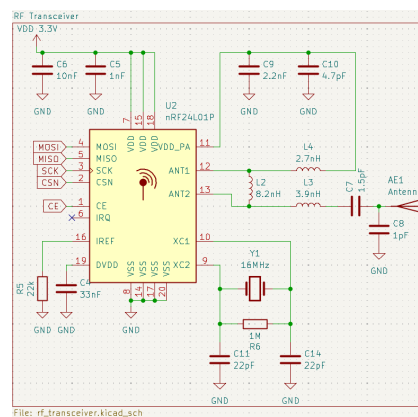 RF Transceiver
VDD 3.3V
C6
10nF
C5
1nF
C9
2.2nF
C10
4.7pF
GND
GND
GND
GND
U2
nRF24L01P
7
15
18
VDD
VDD
VDD
VDD_PA
11
MOSI
4
MOSI
MISO
5
MISO
SCK
3
SCK
CSN
2
CSN
CE
1
CE
6
IRQ
ANT1
12
ANT2
13
L4
2.7nH
L2
8.2nH
L3
3.9nH
C7
1.5pF
AE1
Antenn
C8
1pF
GND
16
IREF
XC1
10
19
DVDD
XC2
9
VSS
VSS
VSS
VSS
8
14
17
20
R5
22k
33nF
GND
GND
GND
Y1
16MHz
1M
R6
C11
22pF
C14
22pF
GND
GND
File: rf_transceiver.kicad_sch